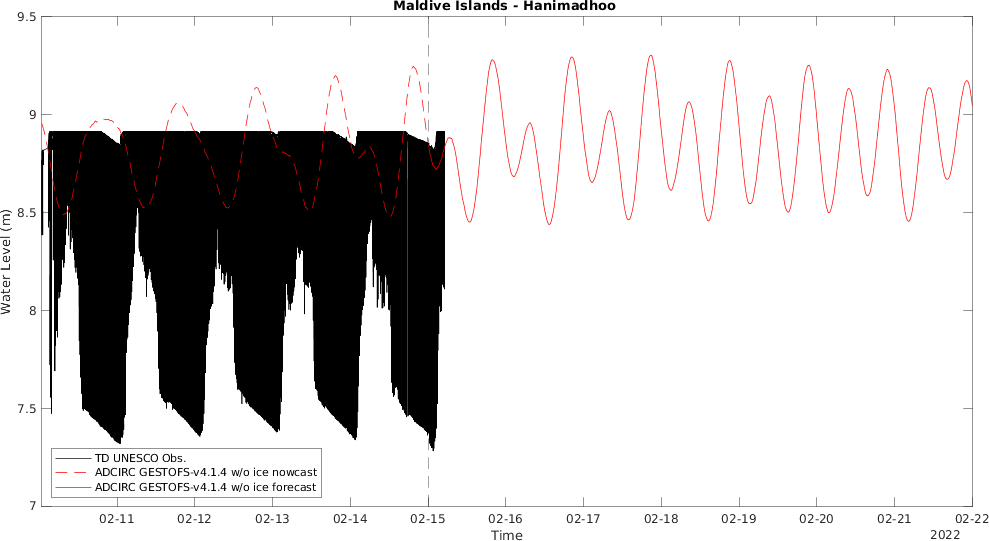 Maldive Islands - Hanimadhoo
9.5
9
8.5
8
7.5
7
Water Level (m)
TD UNESCO Obs.
ADCIRC GESTOFS-v4.1.4 w/o ice nowcast
ADCIRC GESTOFS-v4.1.4 w/o ice forecast
02-11 02-12 02-13 02-14 02-15 02-16 02-17 02-18 02-19 02-20 02-21 02-22
Time
2022